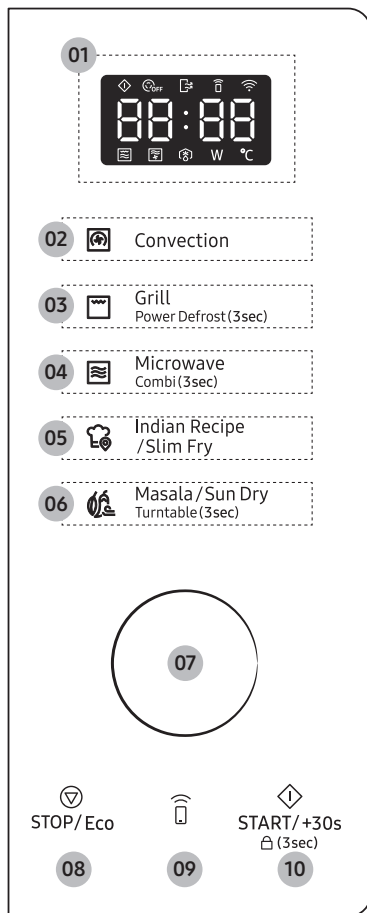 01
OFF
88:88
W °C
02 Convection
03 Grill
Power Defrost(3sec)
04 Microwave
Combi(3sec)
05 Indian Recipe
/Slim Fry
06 Masala/Sun Dry
Turntable(3sec)
07
STOP/Eco
START/+30s
(3sec)
08 09 10